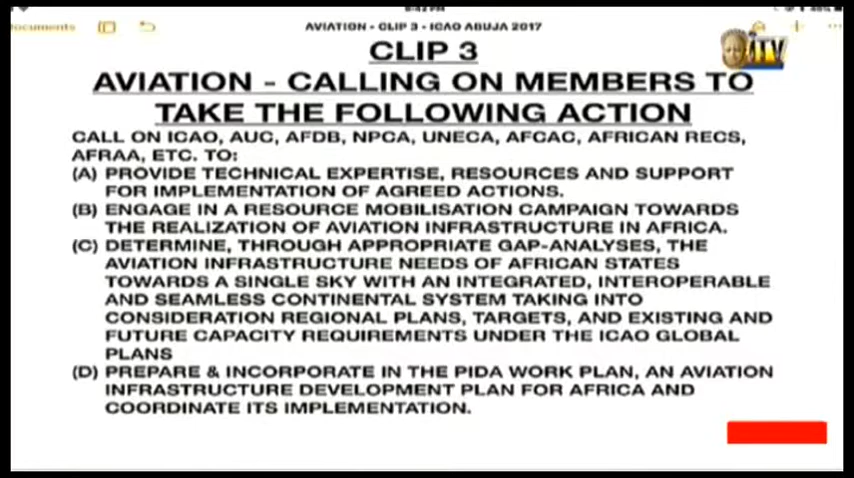 ocuments
AVIATION - CLIP 3 - ICAO ABUJA 2017
ITV
CLIP 3
AVIATION - CALLING ON MEMBERS TO
TAKE THE FOLLOWING ACTION
CALL ON ICAO, AUC, AFDB, NPCA, UNECA, AFCAC, AFRICAN RECS,
AFRAA, ETC. TO:
(A) PROVIDE TECHNICAL EXPERTISE, RESOURCES AND SUPPORT
FOR IMPLEMENTATION OF AGREED ACTIONS.
(B) ENGAGE IN A RESOURCE MOBILISATION CAMPAIGN TOWARDS
THE REALIZATION OF AVIATION INFRASTRUCTURE IN AFRICA.
(C) DETERMINE, THROUGH APPROPRIATE GAP-ANALYSES, THE
AVIATION INFRASTRUCTURE NEEDS OF AFRICAN STATES
TOWARDS A SINGLE SKY WITH AN INTEGRATED, INTEROPERABLE
AND SEAMLESS CONTINENTAL SYSTEM TAKING INTO
CONSIDERATION REGIONAL PLANS, TARGETS, AND EXISTING AND
FUTURE CAPACITY REQUIREMENTS UNDER THE ICAO GLOBAL
PLANS
(D) PREPARE & INCORPORATE IN THE PIDA WORK PLAN, AN AVIATION
INFRASTRUCTURE DEVELOPMENT PLAN FOR AFRICA AND
COORDINATE ITS IMPLEMENTATION.